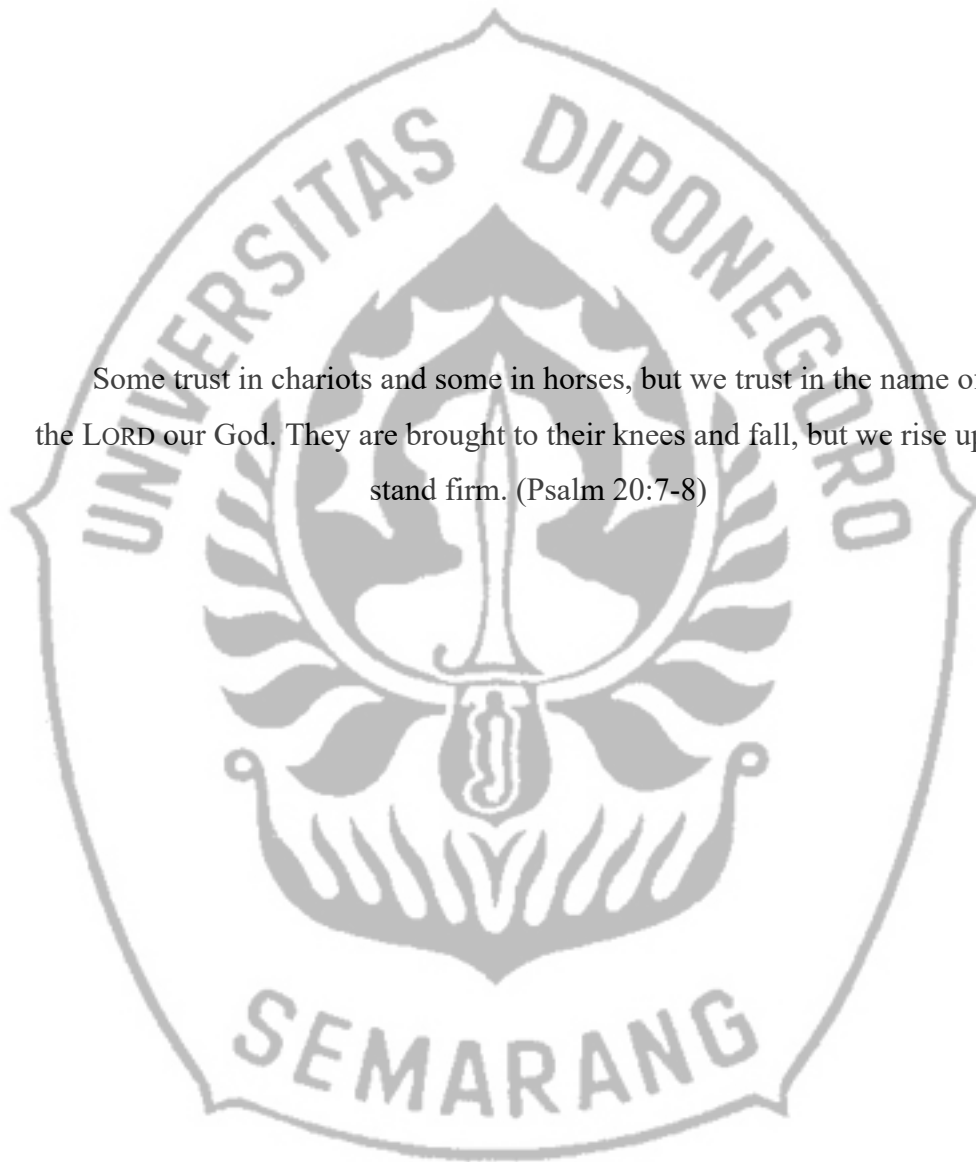 UNIVERSITAS DIPONEGORO
Some trust in chariots and some in horses, but we trust in the name of
the LORD our God. They are brought to their knees and fall, but we rise up
stand firm. (Psalm 20:7-8)
SEMARANG